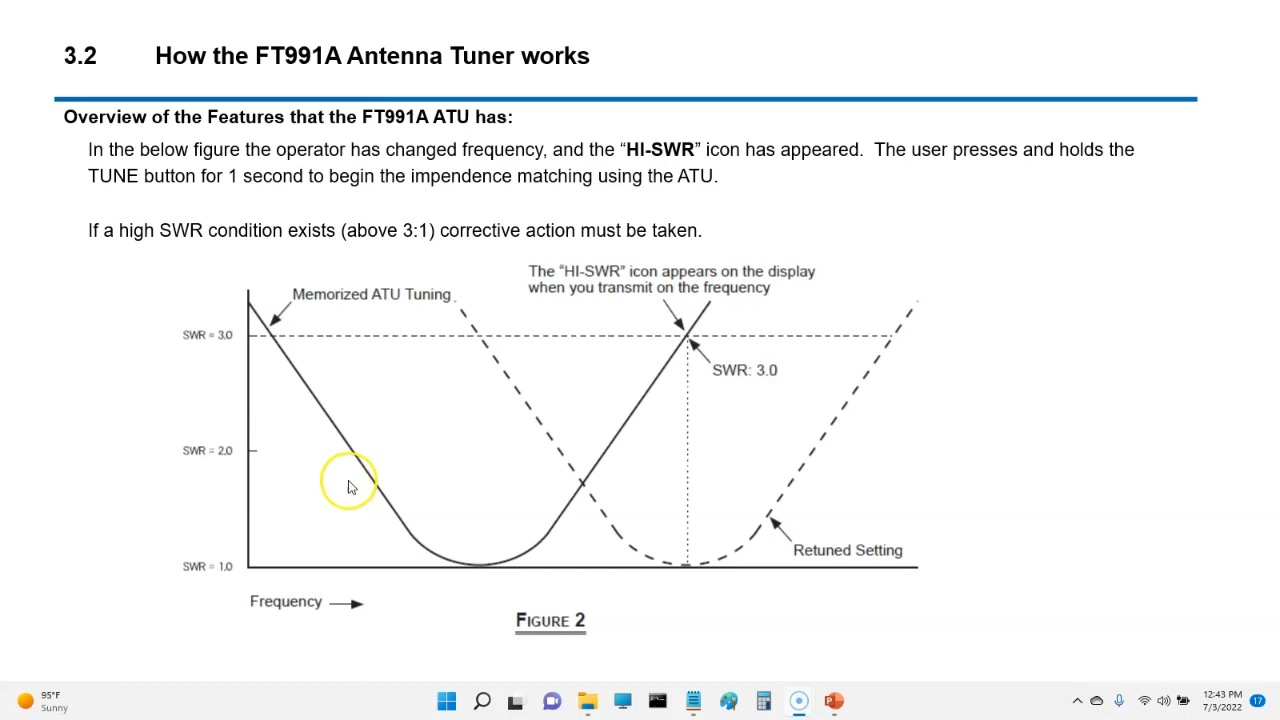 3.2 How the FT991A Antenna Tuner works
Overview of the Features that the FT991A ATU has:
In the below figure the operator has changed frequency, and the “HI-SWR” icon has appeared. The user presses and holds the
TUNE button for 1 second to begin the impendence matching using the ATU.
If a high SWR condition exists (above 3:1) corrective action must be taken.
The “HI-SWR” icon appears on the display
when you transmit on the frequency
Memorized ATU Tuning
SWR = 3.0
SWR: 3.0
SWR = 2.0
Retuned Setting
SWR = 1.0
Frequency
FIGURE 2
95°F
Sunny
12:43 PM
7/3/2022
17